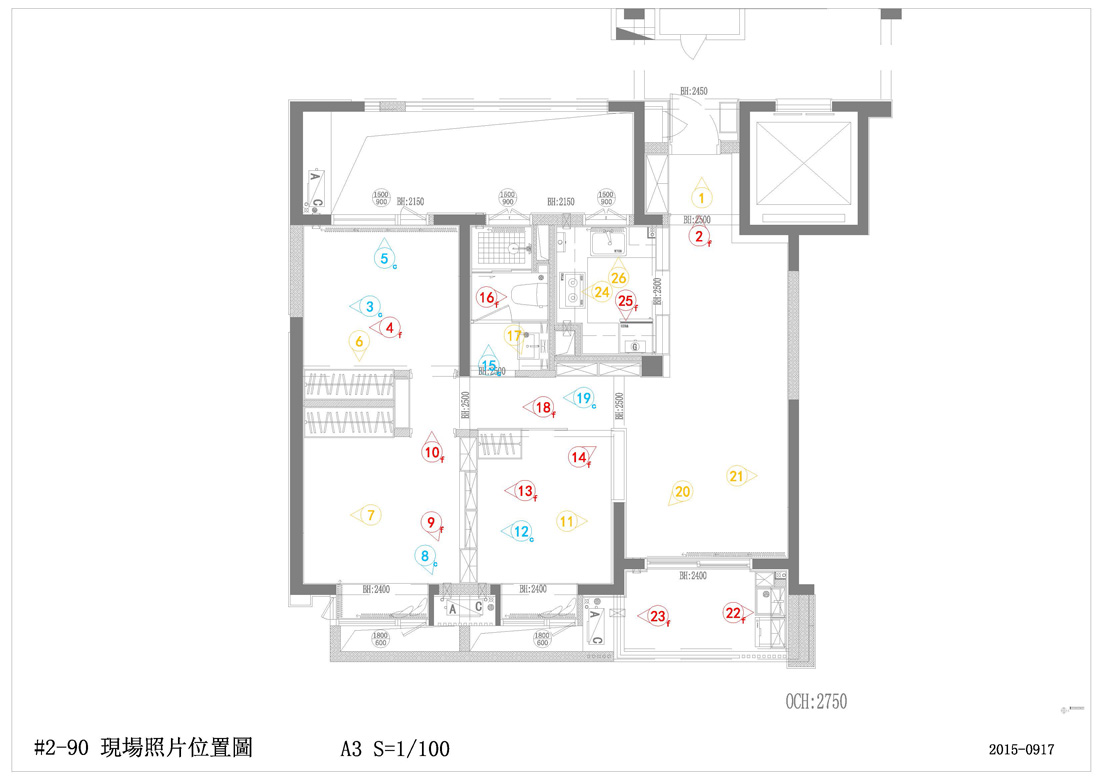 BH:2450
1
BH:2500
2 f
A C
1500 900
BH:2150
1500 900
BH:2150
1500 900
5 G
3 G
4 f
6
16 f
17
15 G
BH:2500
26
24
25 f
BH:2500
G
BH:2500
18 f
19 G
BH:2500
10 f
14 f
13 f
12 G
11
7
9 f
8 G
20
21
BH:2400
A C
BH:2400
BH:2400
A C
23 f
22 f
1800 600
1800 600
OCH:2750
#2-90 現場照片位置圖 A3 S=1/100 2015-0917